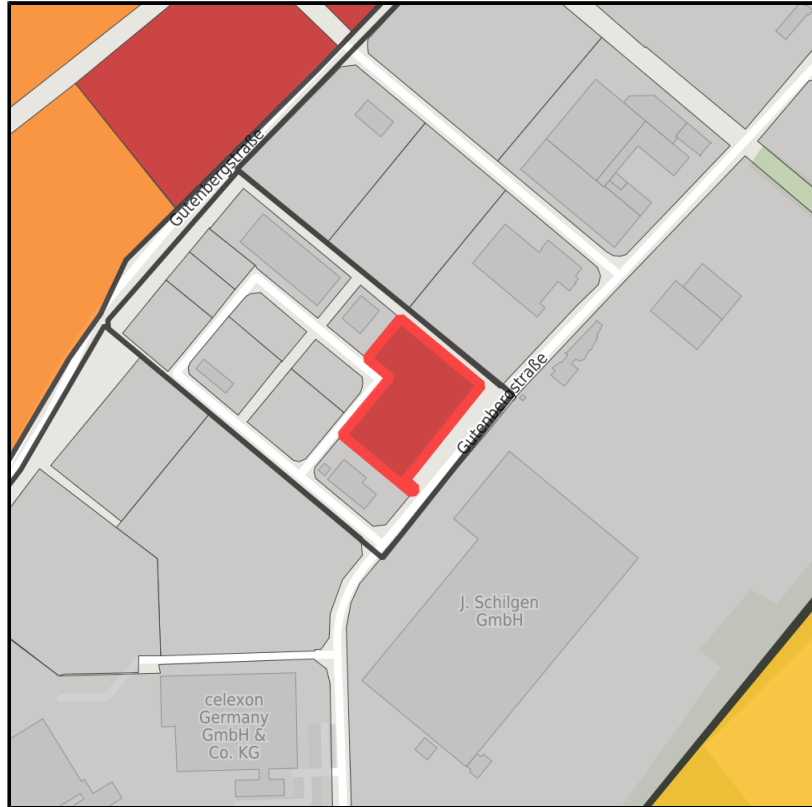 Gutenbergstraße
Gutenbergstraße
J. Schilgen
GmbH
celexon
Germany
GmbH &
Co. KG